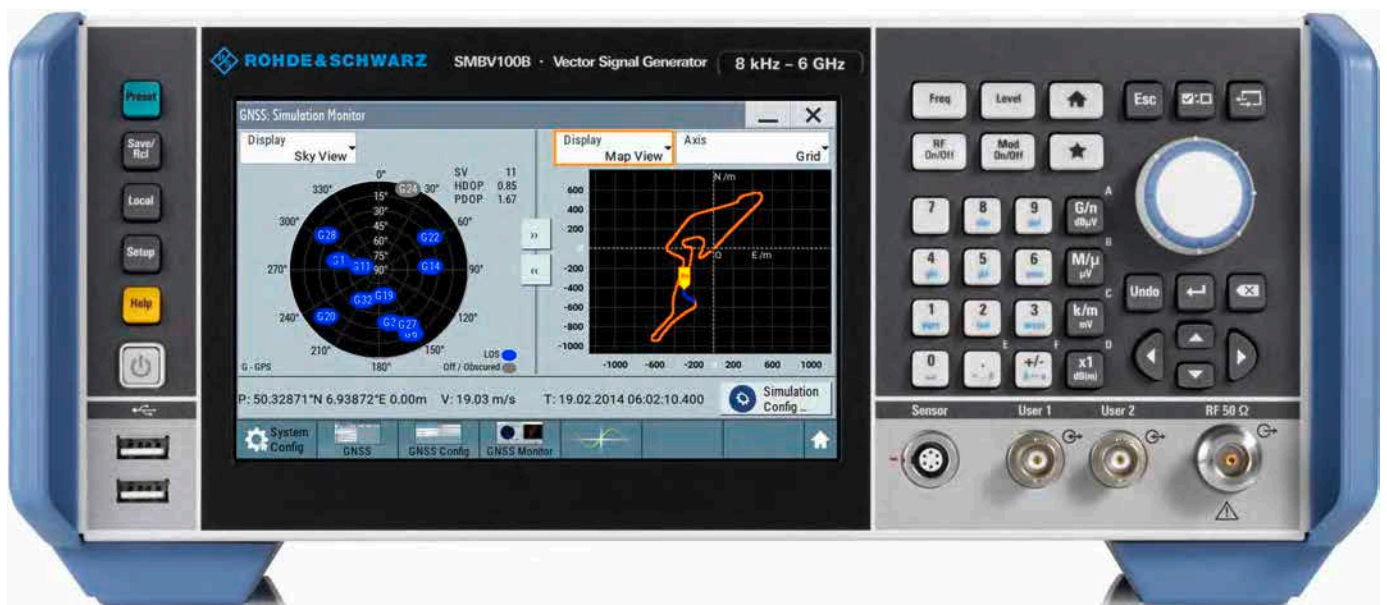 ROHDE&SCHWARZ SMBV100B · Vector Signal Generator 8 kHz – 6 GHz
Preset
Save/
Rcl
Local
Setup
Help
GNSS: Simulation Monitor
Display
Sky View
SV 11
HDOP 0.85
PDOP 1.67
0°
30°
60°
90°
120°
150°
180°
210°
240°
270°
300°
330°
15°
30°
45°
60°
75°
90°
G24
G28
G22
G1
G11
G14
G32
G19
G20
G27
LOS
Off / Obscured
G - GPS
Display
Map View
Axis
Grid
N/m
E/m
600
400
200
-200
-400
-600
-800
-1000
-1000 -600 -200 200 600 1000
P: 50.32871°N 6.93872°E 0.00m V: 19.03 m/s T: 19.02.2014 06:02:10.400
Simulation
Config ...
System
Config
GNSS
GNSS Config
GNSS Monitor
Freq
Level
Esc
RF
On/Off
Mod
On/Off
7
8
9
G/n
dBµV
A
4
5
6
M/µ
µV
B
1
2
3
k/m
mV
C
0
.
+/-
x1
dB(m)
E
F
D
Undo
Sensor
User 1
User 2
RF 50 Ω